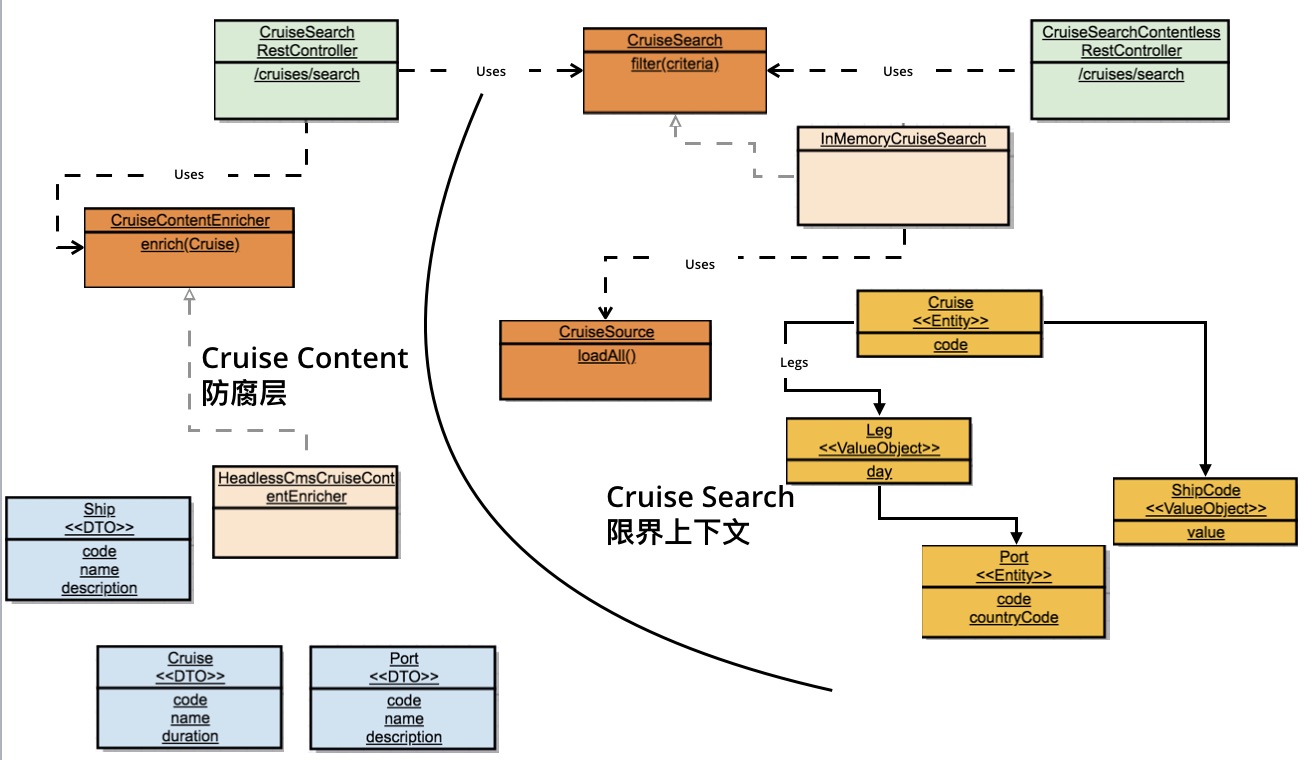 CruiseSearch
RestController
/cruises/search
Uses
CruiseSearch
filter(criteria)
Uses
CruiseSearchContentless
RestController
/cruises/search
InMemoryCruiseSearch
Uses
CruiseContentEnricher
enrich(Cruise)
Uses
CruiseSource
loadAll()
Cruise
<<Entity>>
code
Legs
Cruise Content
防腐层
Leg
<<ValueObject>>
day
HeadlessCmsCruiseCont
entEnricher
Cruise Search
限界上下文
ShipCode
<<ValueObject>>
value
Ship
<<DTO>>
code
name
description
Port
<<Entity>>
code
countryCode
Cruise
<<DTO>>
code
name
duration
Port
<<DTO>>
code
name
description